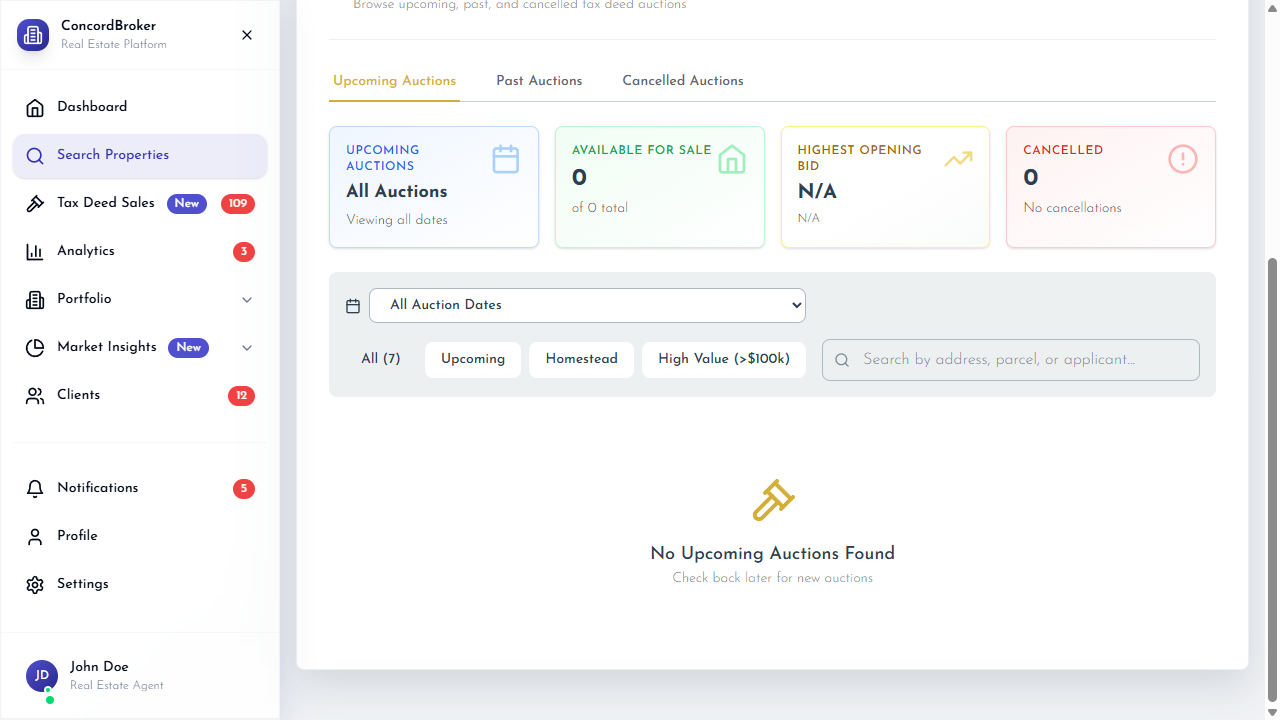 ConcordBroker
Real Estate Platform
Dashboard
Search Properties
Tax Deed Sales New 109
Analytics 3
Portfolio
Market Insights New
Clients 12
Notifications 5
Profile
Settings
JD
John Doe
Real Estate Agent
Browse upcoming, past, and cancelled tax deed auctions
Upcoming Auctions Past Auctions Cancelled Auctions
UPCOMING
AUCTIONS
All Auctions
Viewing all dates
AVAILABLE FOR SALE
0
of 0 total
HIGHEST OPENING
BID
N/A
N/A
CANCELLED
0
No cancellations
All Auction Dates
All (7) Upcoming Homestead High Value (>$100k) Search by address, parcel, or applicant...
No Upcoming Auctions Found
Check back later for new auctions